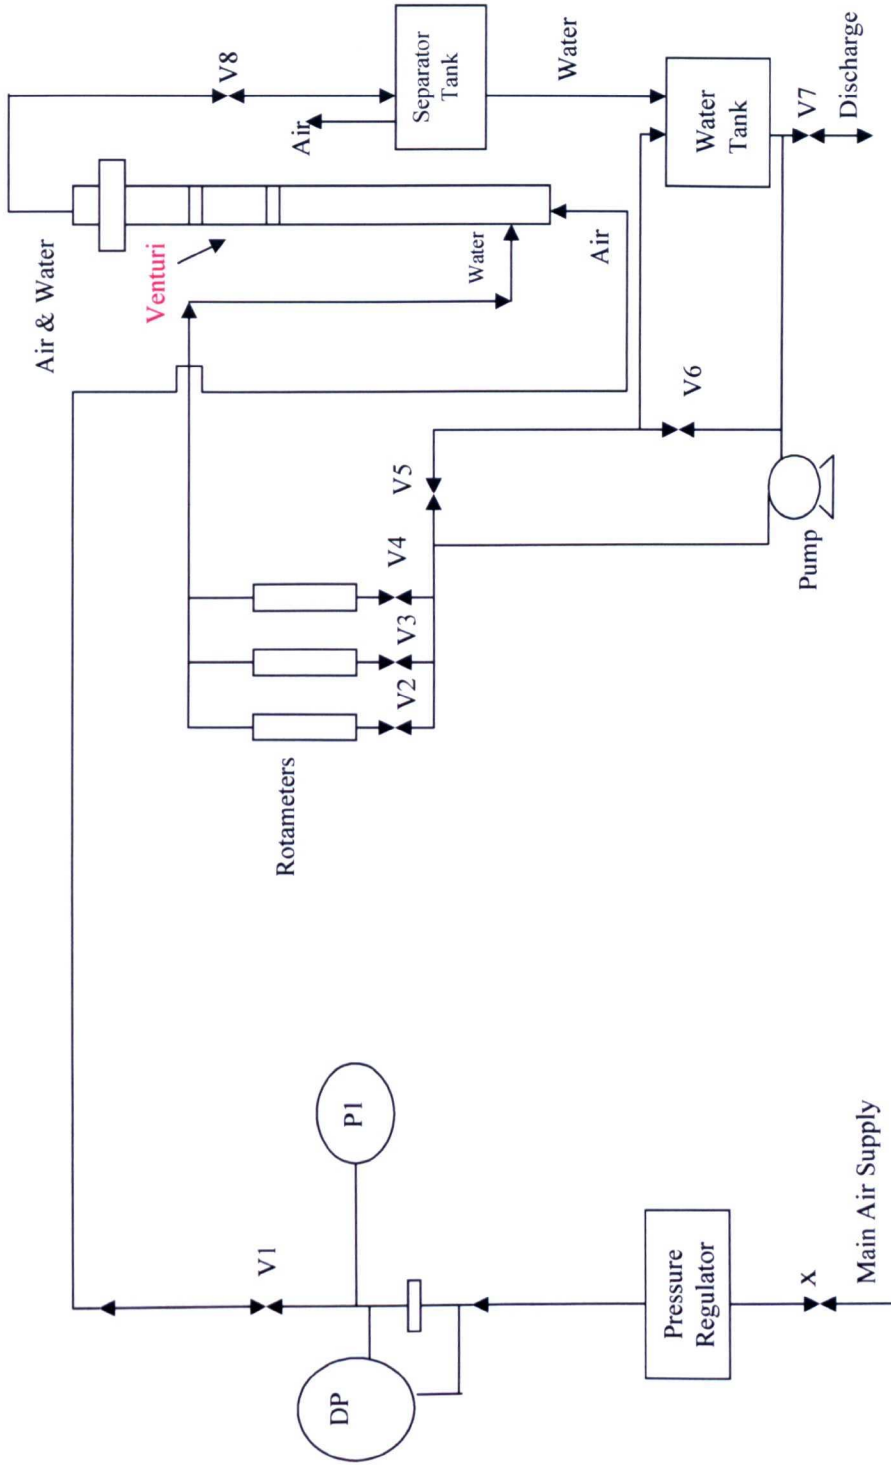 Air & Water
Venturi
Water
Air
Air
V8
Separator
Tank
Water
Water
Tank
V7
Discharge
V6
V5
V4
V3
V2
Pump
Rotameters
P1
V1
DP
Pressure
Regulator
X
Main Air Supply